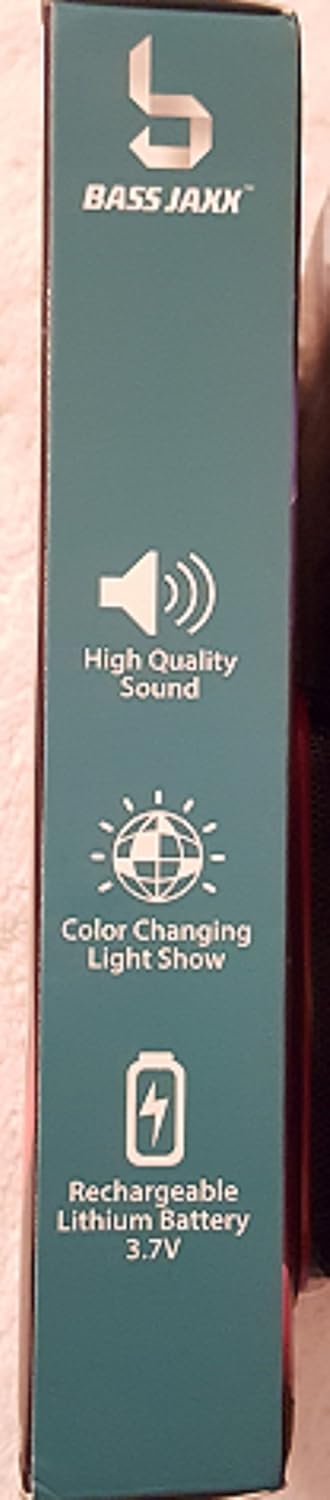 BASS JAXX™
High Quality
Sound
Color Changing
Light Show
Rechargeable
Lithium Battery
3.7V